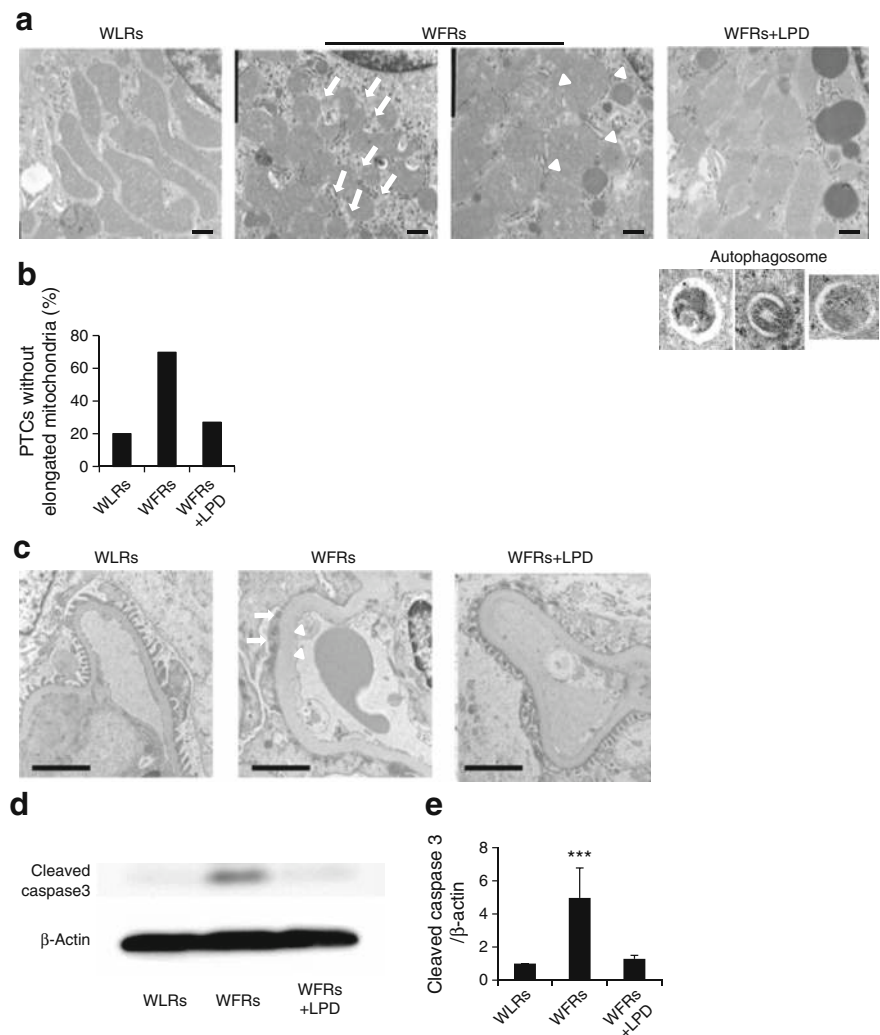 a
WLRs
WFRs
WFRs+LPD
Autophagosome
b
PTCs without
elongated mitochondria (%)
80
60
40
20
0
WLRs
WFRs
WFRs
+LPD
c
WLRs
WFRs
WFRs+LPD
d
Cleaved
caspase3
β-Actin
WLRs
WFRs
WFRs
+LPD
e
Cleaved caspase 3
/β-actin
8
6
4
2
0
***
WLRs
WFRs
WFRs
+LPD